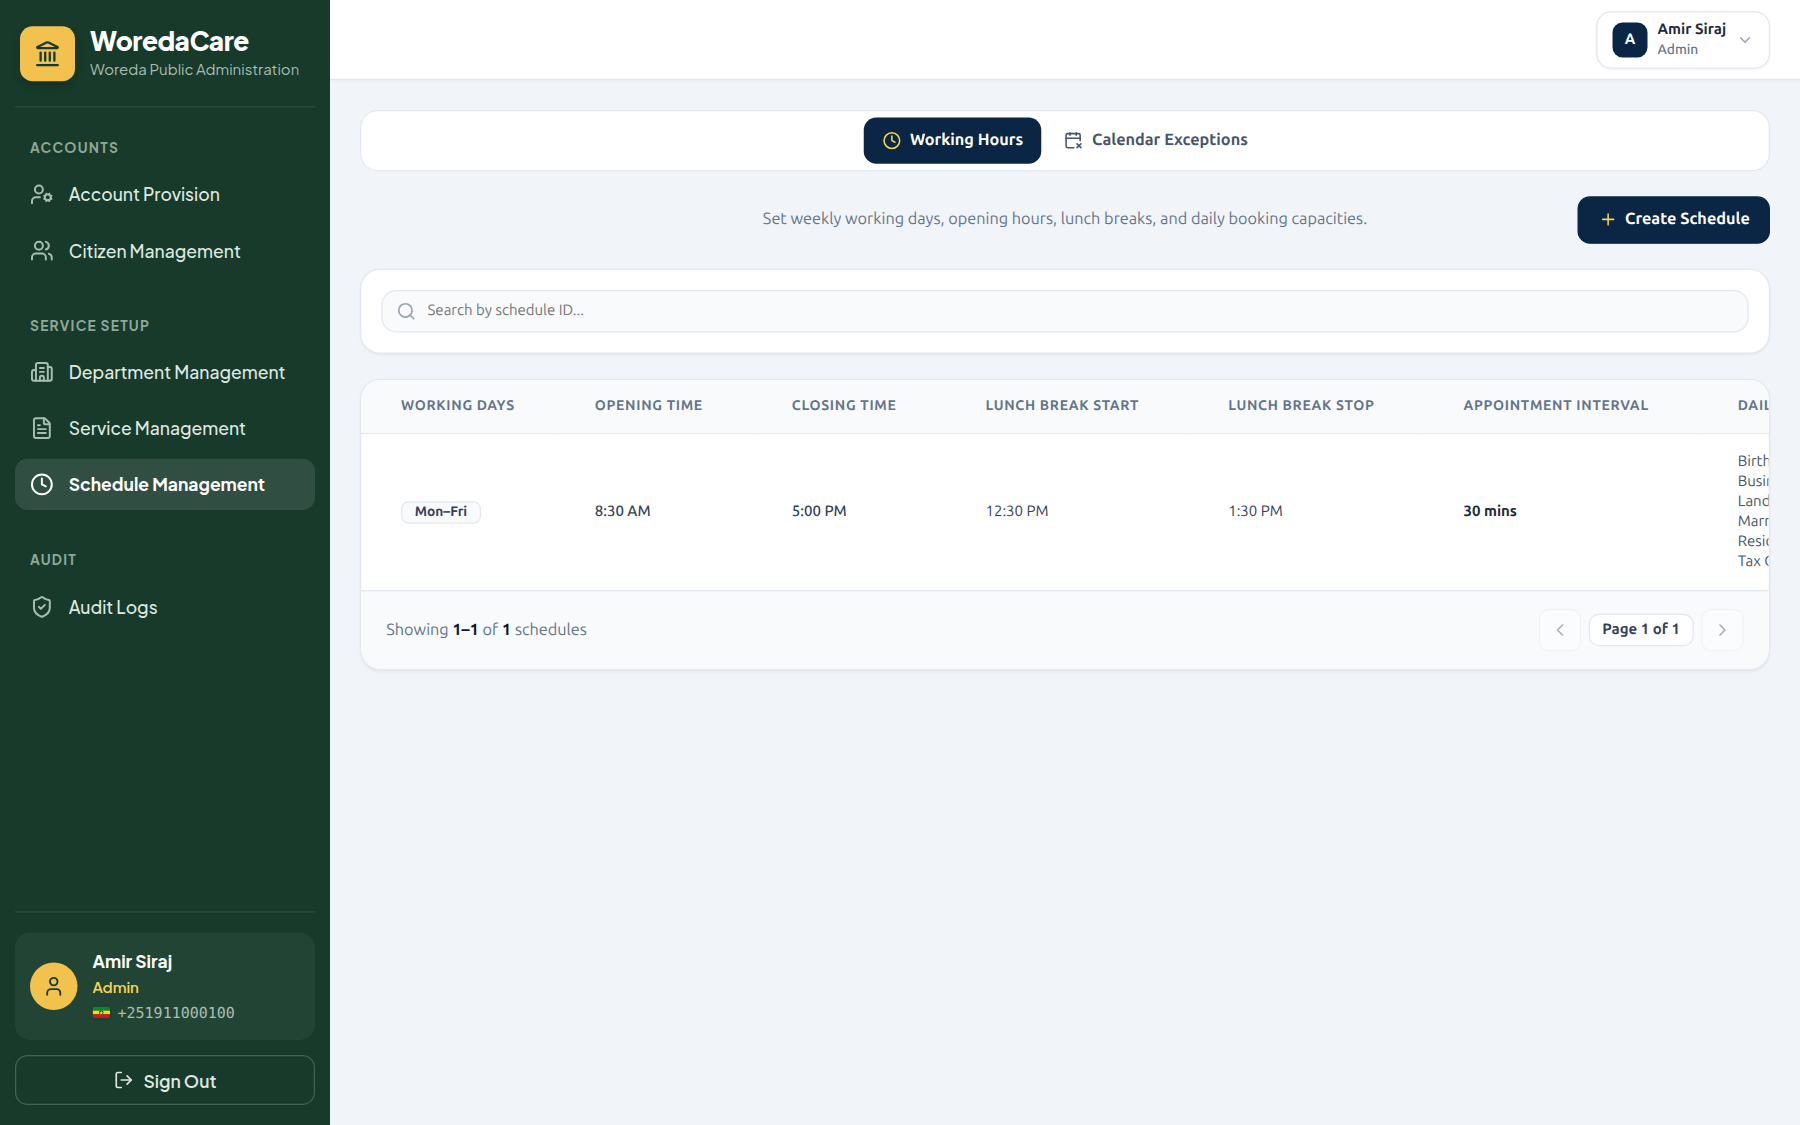 WoredaCare
Woreda Public Administration
ACCOUNTS
Account Provision
Citizen Management
SERVICE SETUP
Department Management
Service Management
Schedule Management
AUDIT
Audit Logs
Amir Siraj
Admin
+251911000100
Sign Out
A
Amir Siraj
Admin
Working Hours
Calendar Exceptions
Set weekly working days, opening hours, lunch breaks, and daily booking capacities.
Create Schedule
Search by schedule ID...
WORKING DAYS OPENING TIME CLOSING TIME LUNCH BREAK START LUNCH BREAK STOP APPOINTMENT INTERVAL
Birth
Land
Mon–Fri 8:30 AM 5:00 PM 12:30 PM 1:30 PM 30 mins
Tax
Showing 1–1 of 1 schedules
Page 1 of 1